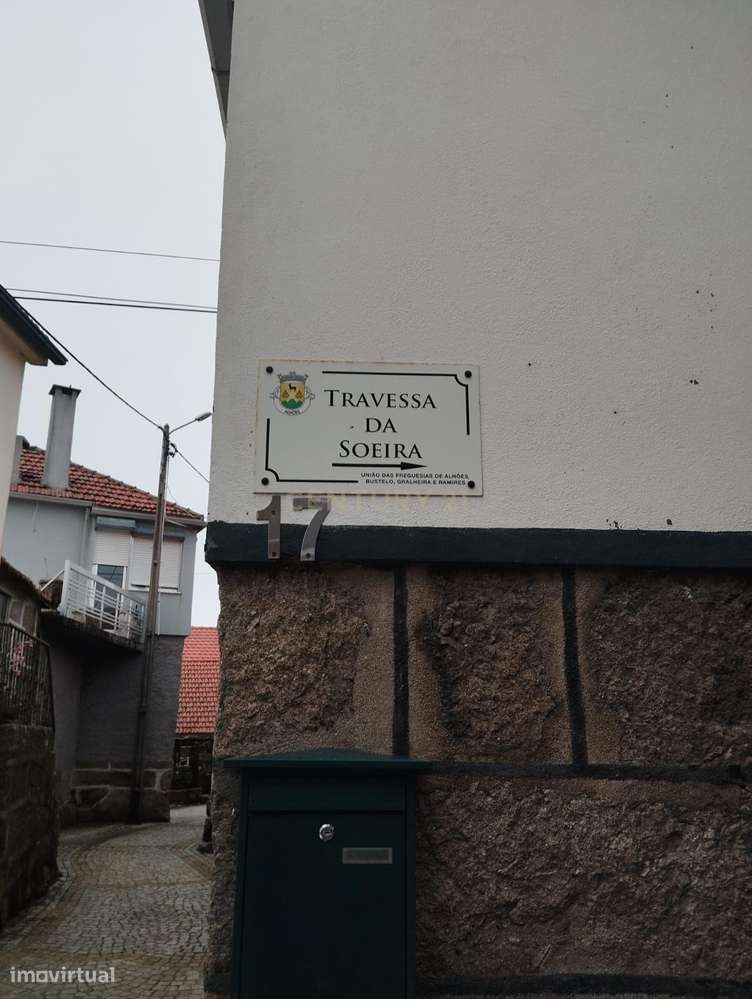 TRAVESSA
DA
SOEIRA
UNIÃO DAS FREGUESIAS DE ALHÕES,
BUSTELO, GRALHEIRA E RAMIRES
17
imovirtual